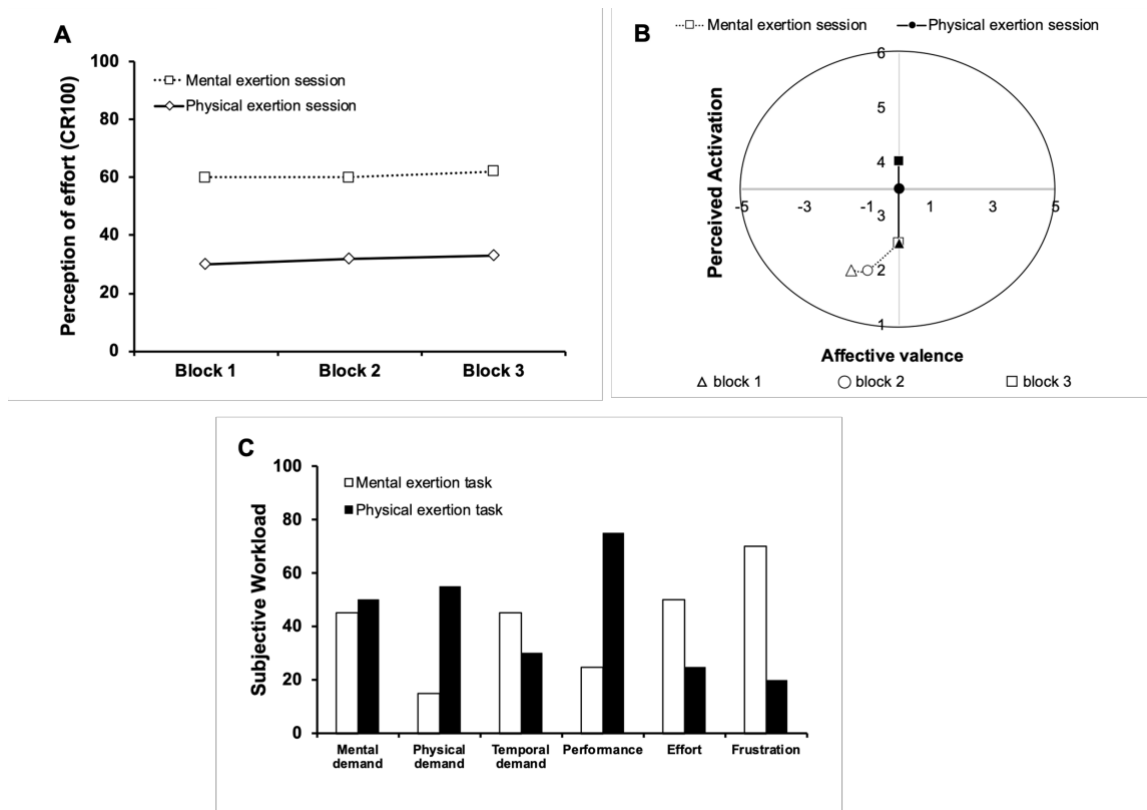 A
Perception of effort (CR100)
100
80
60
40
20
0
Mental exertion session
Physical exertion session
Block 1 Block 2 Block 3
B
Mental exertion session Physical exertion session
Perceived Activation
6
5
4
-5 -3 -1 1 3 5
3
2
1
Affective valence
block 1 block 2 block 3
C
Subjective Workload
100
80
60
40
20
0
Mental exertion task
Physical exertion task
Mental demand
Physical demand
Temporal demand
Performance
Effort
Frustration